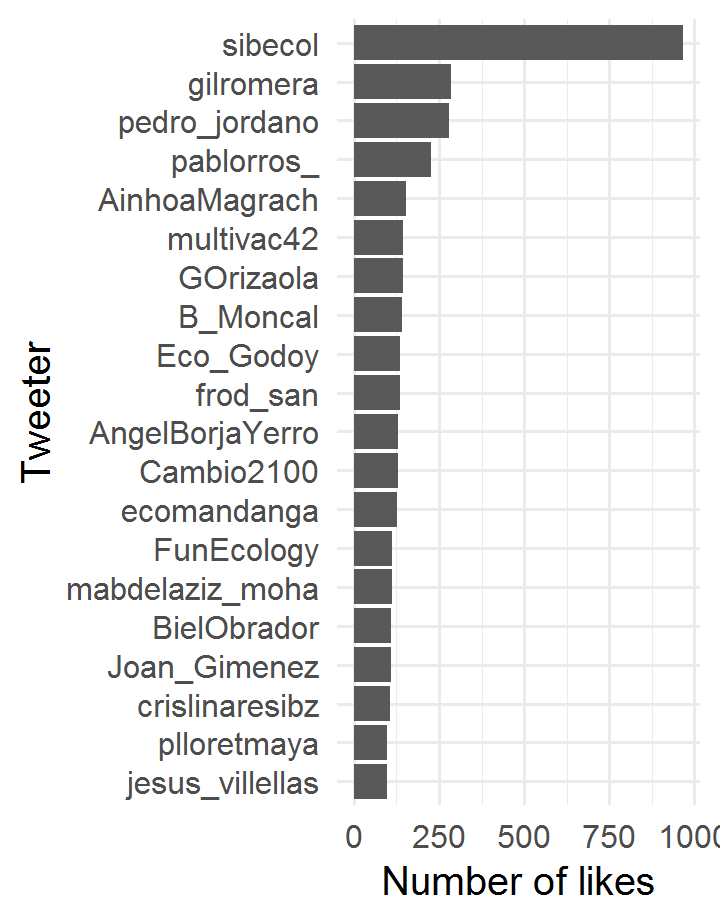 sibecol
gilromera
pedro_jordano
pablorros_
AinhoaMagrach
multivac42
GOrizaola
B_Moncal
Eco_Godoy
frod_san
AngelBorjaYerro
Cambio2100
ecomandanga
FunEcology
mabdelaziz_moha
BielObrador
Joan_Gimenez
crislinaresibz
plloretmaya
jesus_villellas
Tweeter
0 250 500 750 1000
Number of likes